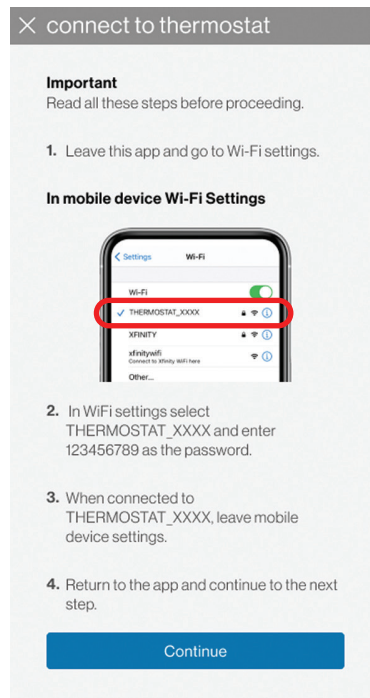 × connect to thermostat
Important
Read all these steps before proceeding.
1. Leave this app and go to Wi-Fi settings.
In mobile device Wi-Fi Settings
Settings Wi-Fi
Wi-Fi
THERMOSTAT_XXXX
XFINITY
xfinitywifi
Connect to Xfinity WiFi here
Other...
2. In WiFi settings select
THERMOSTAT_XXXX and enter
123456789 as the password.
3. When connected to
THERMOSTAT_XXXX, leave mobile
device settings.
4. Return to the app and continue to the next
step.
Continue